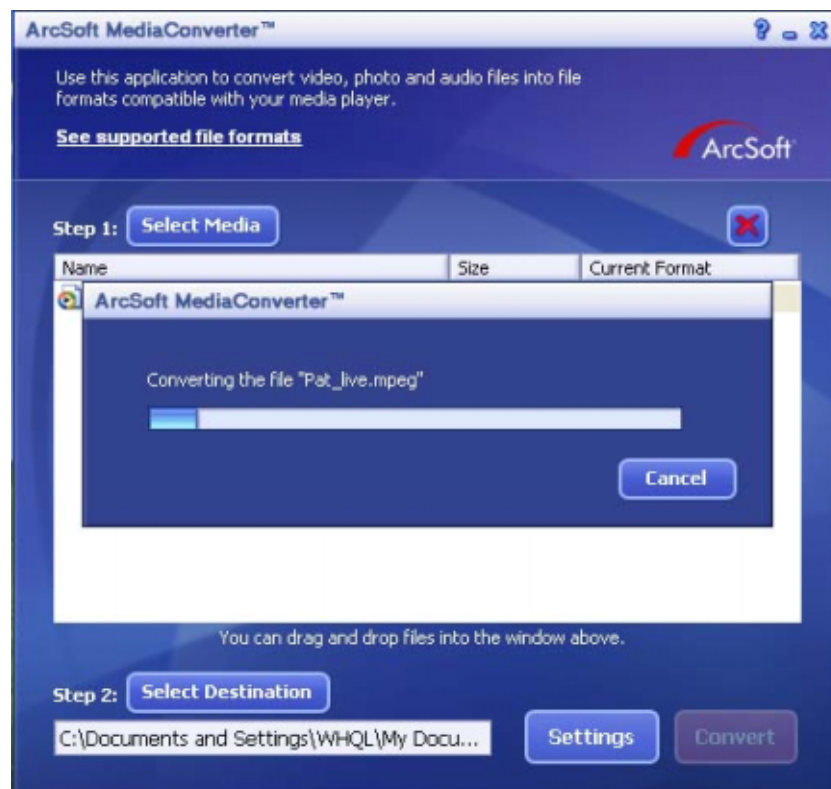 ArcSoft MediaConverter™
Use this application to convert video, photo and audio files into file
formats compatible with your media player.
See supported file formats
ArcSoft
Step 1: Select Media
Name Size Current Format
ArcSoft MediaConverter™
Converting the file "Pat_live.mpeg"
Cancel
You can drag and drop files into the window above.
Step 2: Select Destination
C:\Documents and Settings\WHQL\My Docu...
Settings Convert